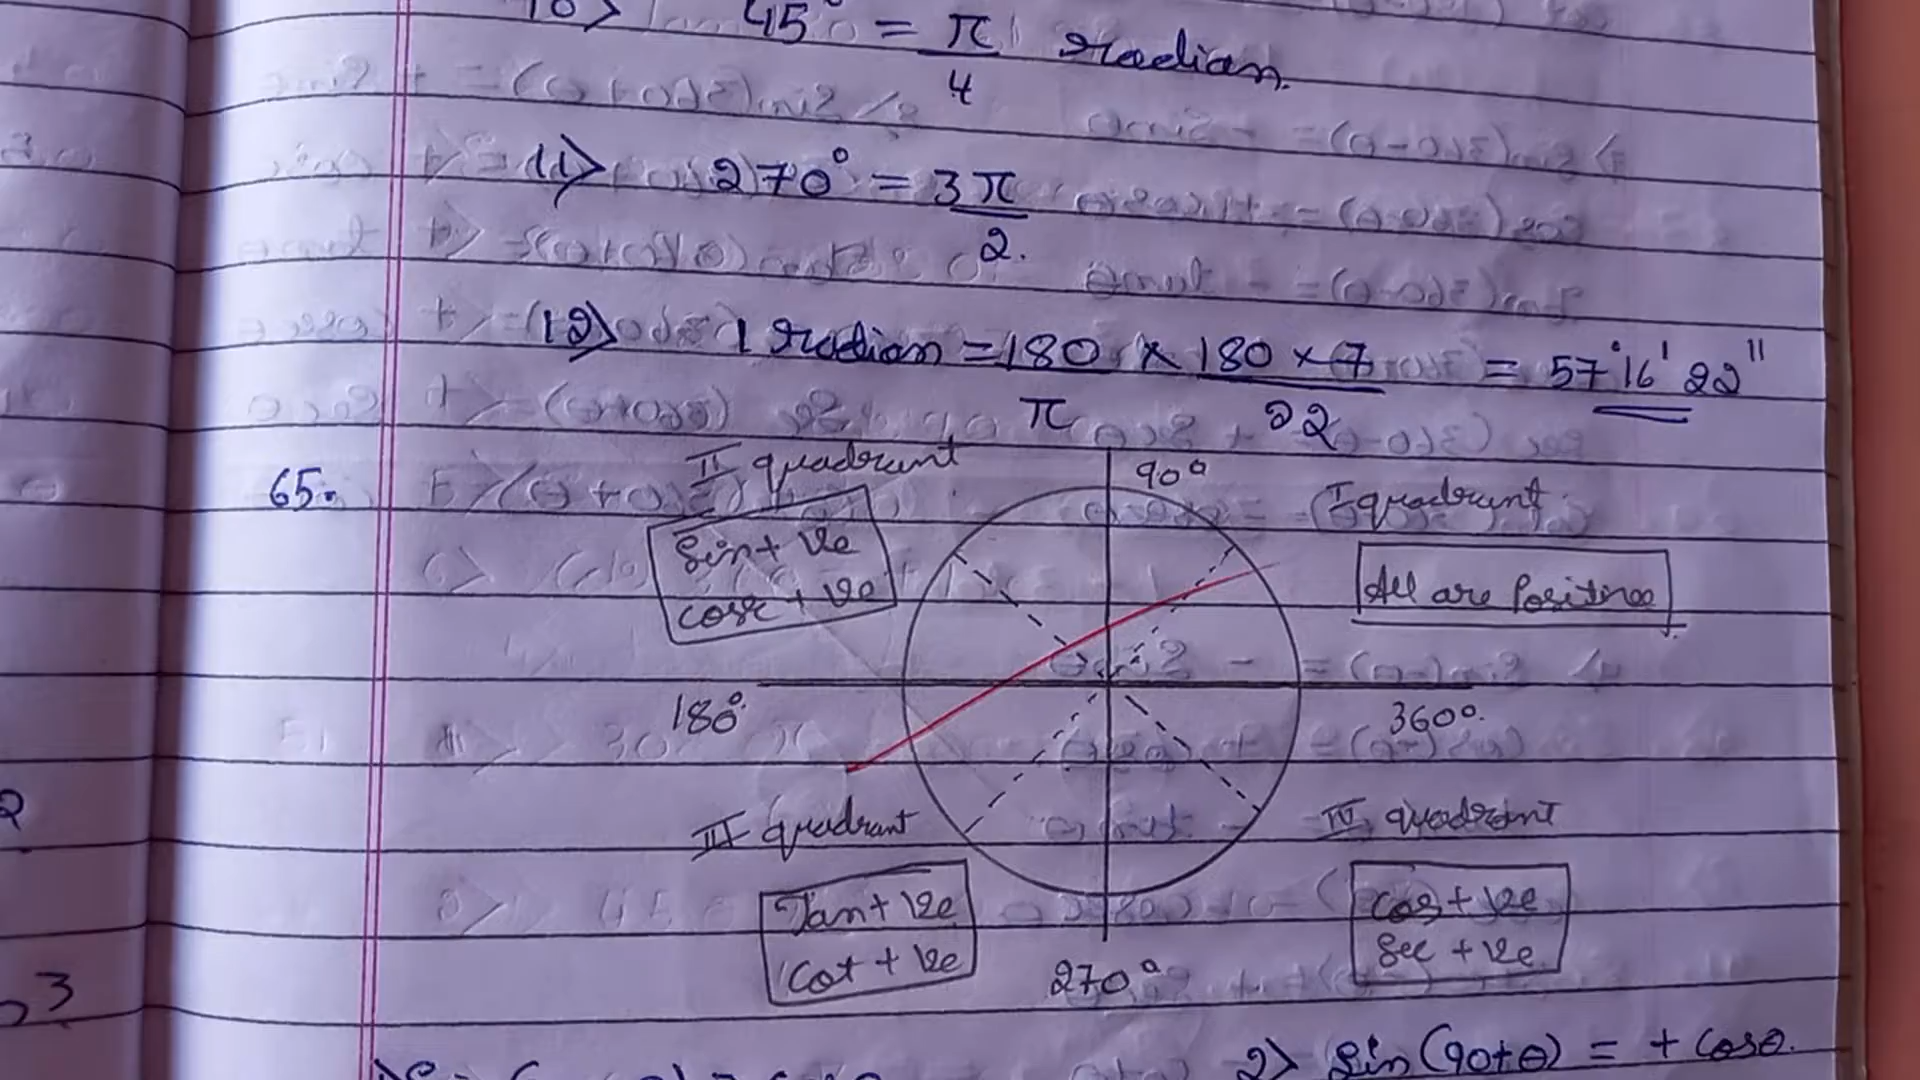 10> 45° = π/4 radian.
11> 270° = 3π/2.
12> 1 radian = 180/π × 180 × 7/22 = 57° 16' 22"
65.
II quadrant
90°
I quadrant
Sin + ve
cosec + ve
All are Positive
180°
360°.
III quadrant
IV quadrant
Tan + ve
Cot + ve
Cos + ve
Sec + ve
270°
3
2> Sin(90+θ) = + cosθ.